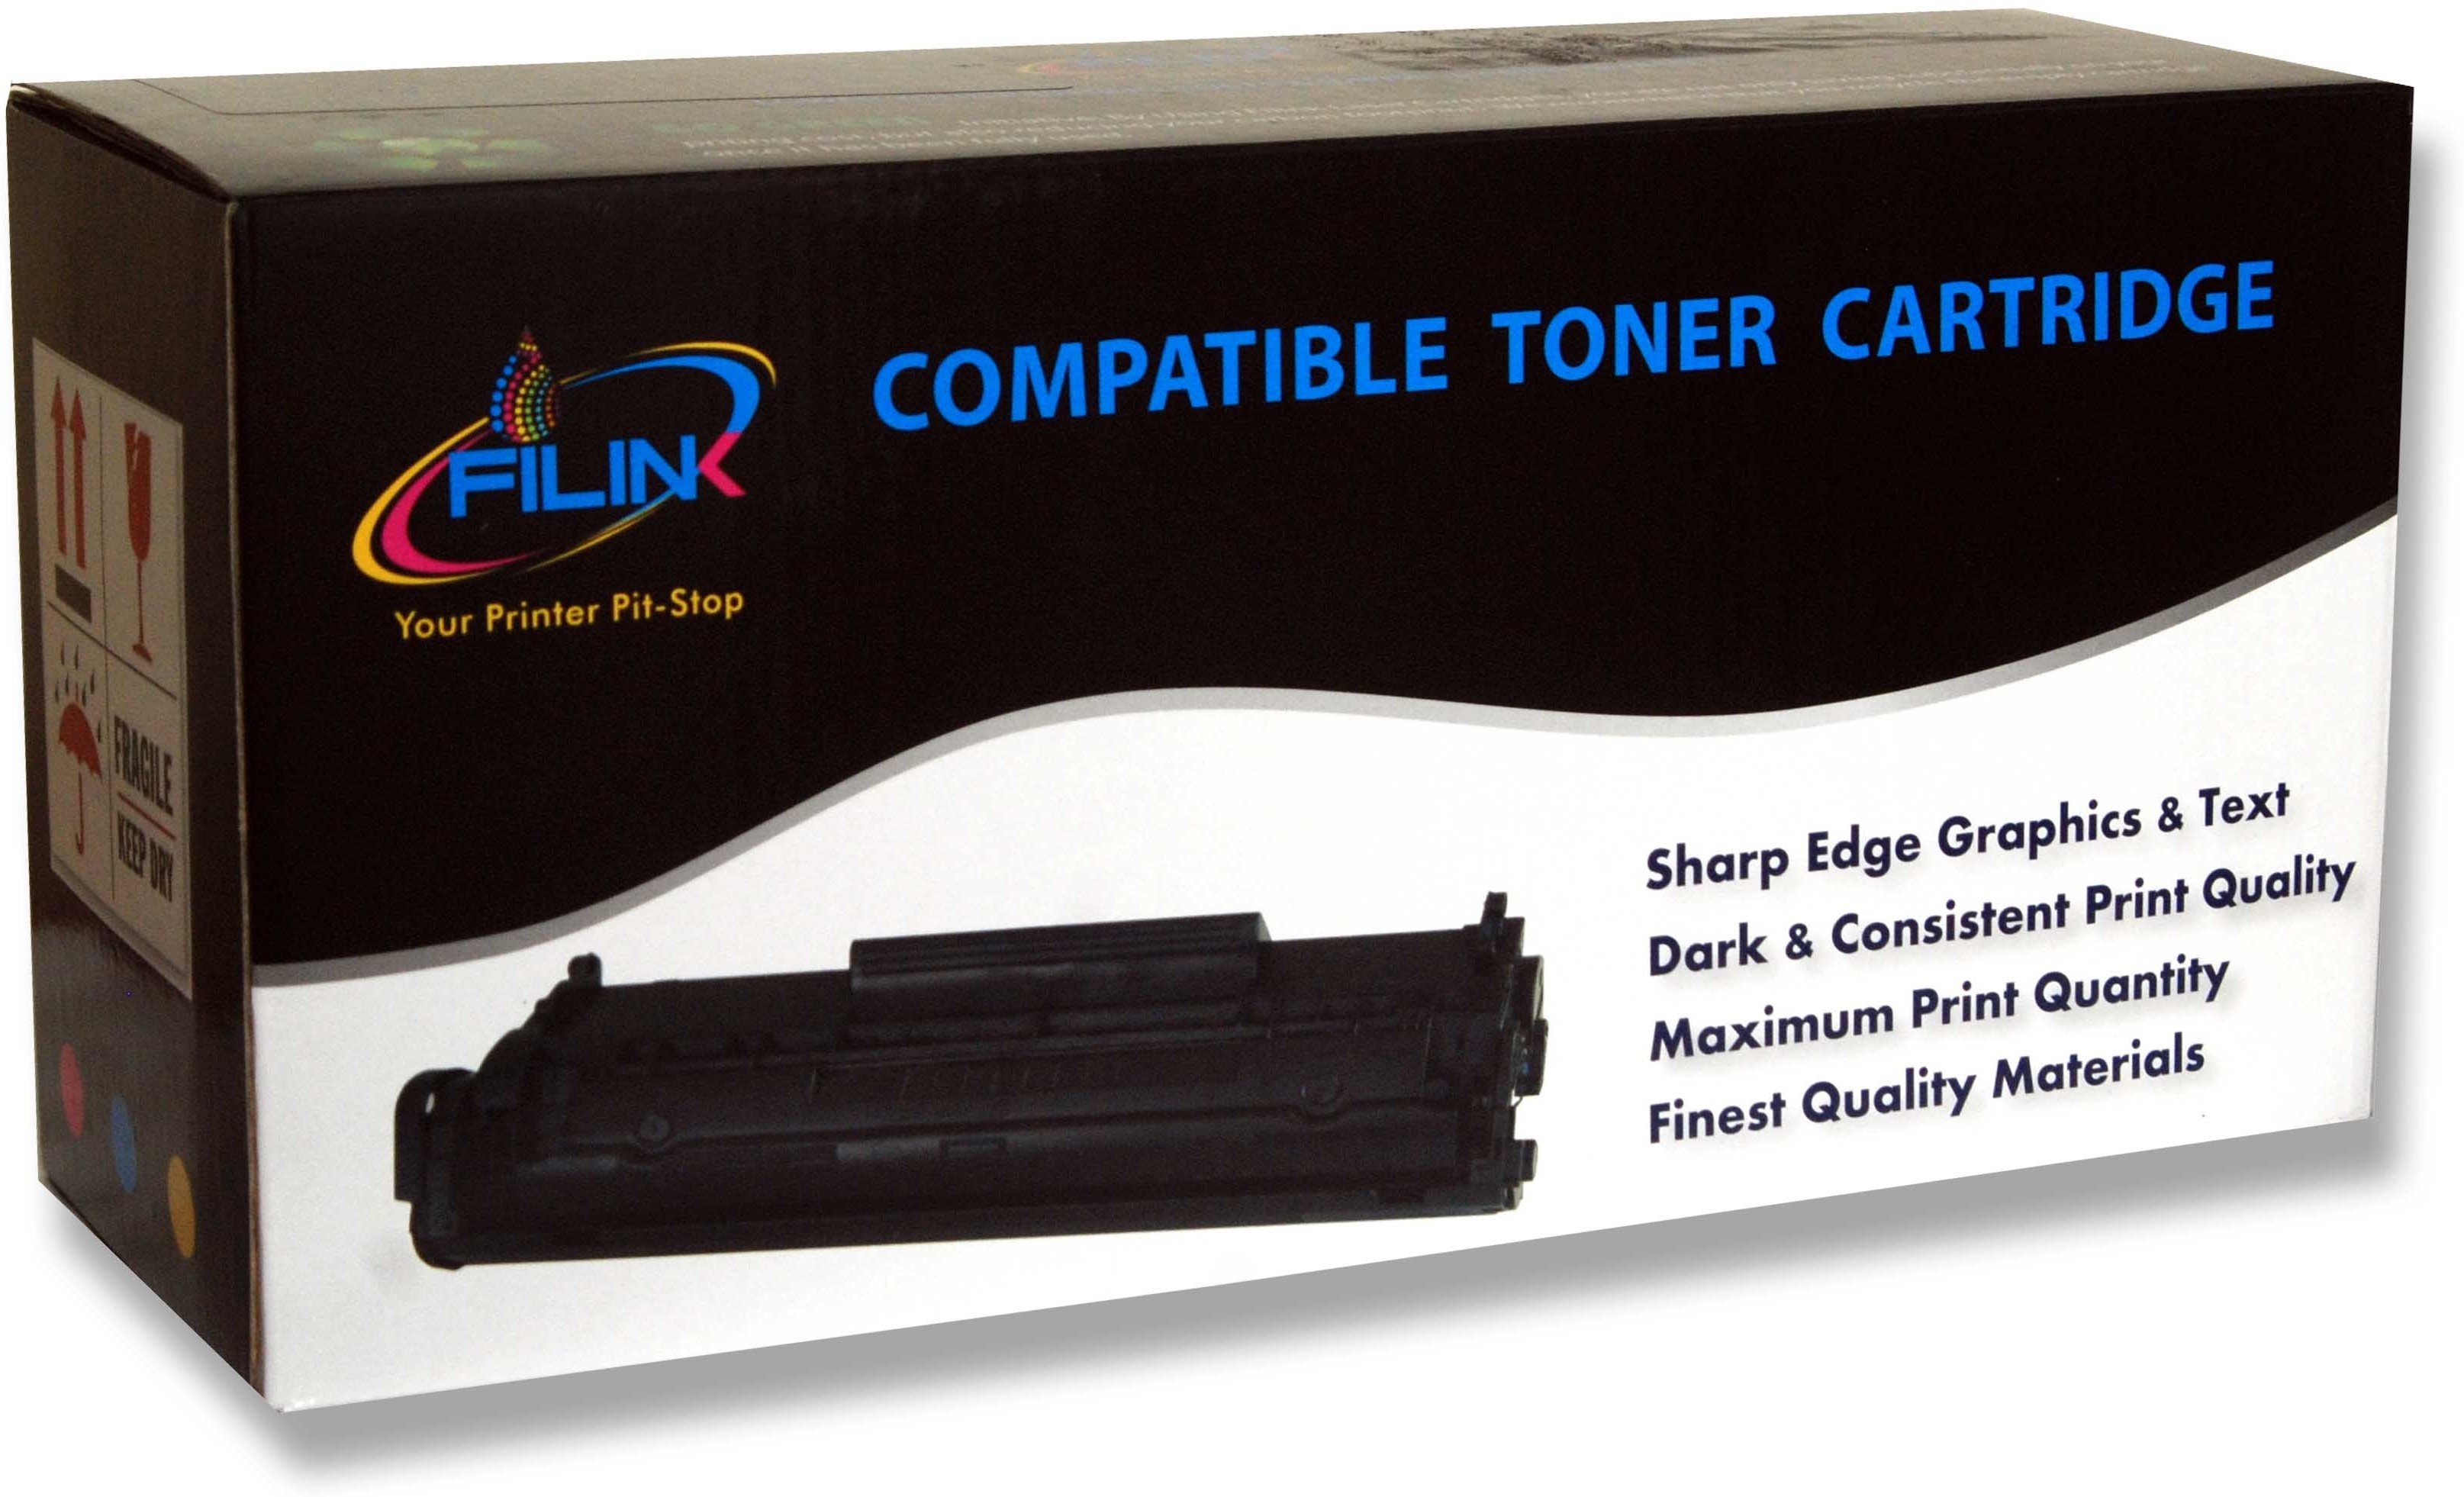 FILINK
Your Printer Pit-Stop
COMPATIBLE TONER CARTRIDGE
Sharp Edge Graphics & Text
Dark & Consistent Print Quality
Maximum Print Quantity
Finest Quality Materials
FRAGILE
KEEP DRY